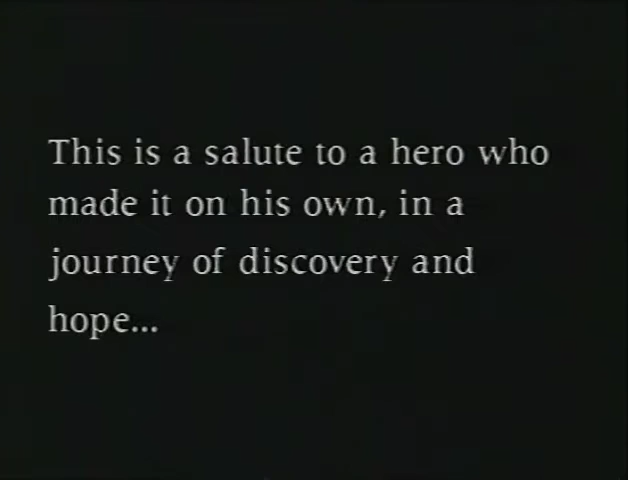 This is a salute to a hero who
made it on his own, in a
journey of discovery and
hope...